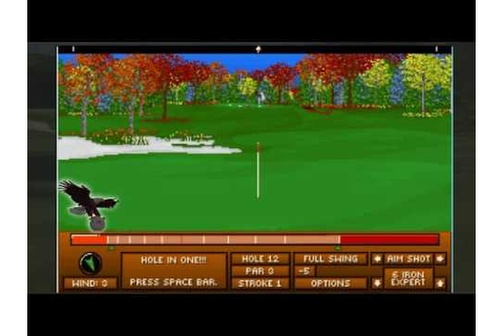 HOLE IN ONE!!!
PRESS SPACE BAR.
WIND: 0
HOLE 12
PAR 3
STROKE 1
FULL SWING
-5
OPTIONS
AIM SHOT
6 IRON
EXPERT